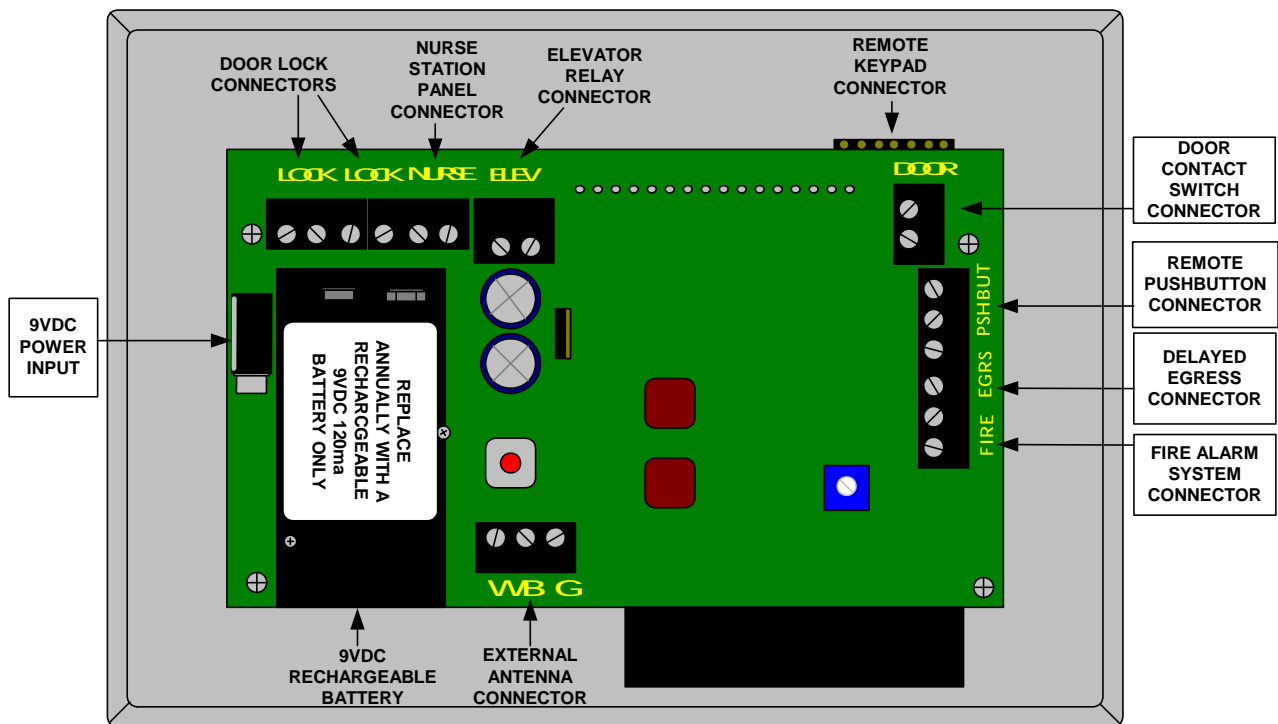 DOOR LOCK
CONNECTORS
NURSE
STATION
PANEL
CONNECTOR
ELEVATOR
RELAY
CONNECTOR
REMOTE
KEYPAD
CONNECTOR
DOOR
CONTACT
SWITCH
CONNECTOR
LOCK LOCK NURSE ELEV
DOOR
REMOTE
PUSHBUTTON
CONNECTOR
PSHBUT
9VDC
POWER
INPUT
REPLACE
ANNUALLY WITH A
RECHARCGEABLE
9VDC 120ma
BATTERY ONLY
DELAYED
EGRESS
CONNECTOR
EGRS
FIRE ALARM
SYSTEM
CONNECTOR
FIRE
WB G
9VDC
RECHARGEABLE
BATTERY
EXTERNAL
ANTENNA
CONNECTOR